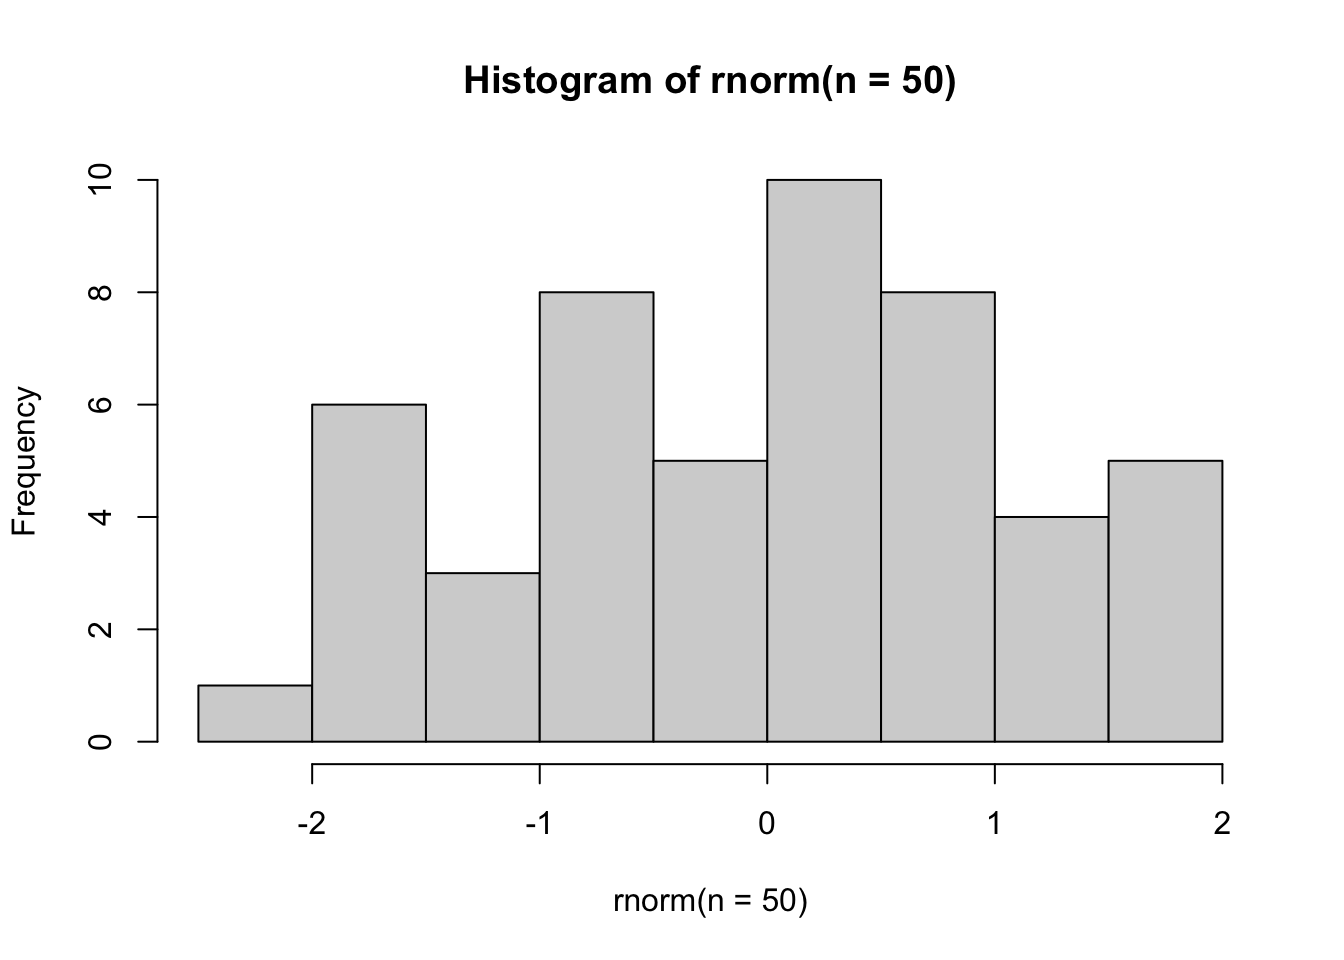 Histogram of rnorm(n = 50)
10
8
6
4
2
0
Frequency
-2 -1 0 1 2
rnorm(n = 50)